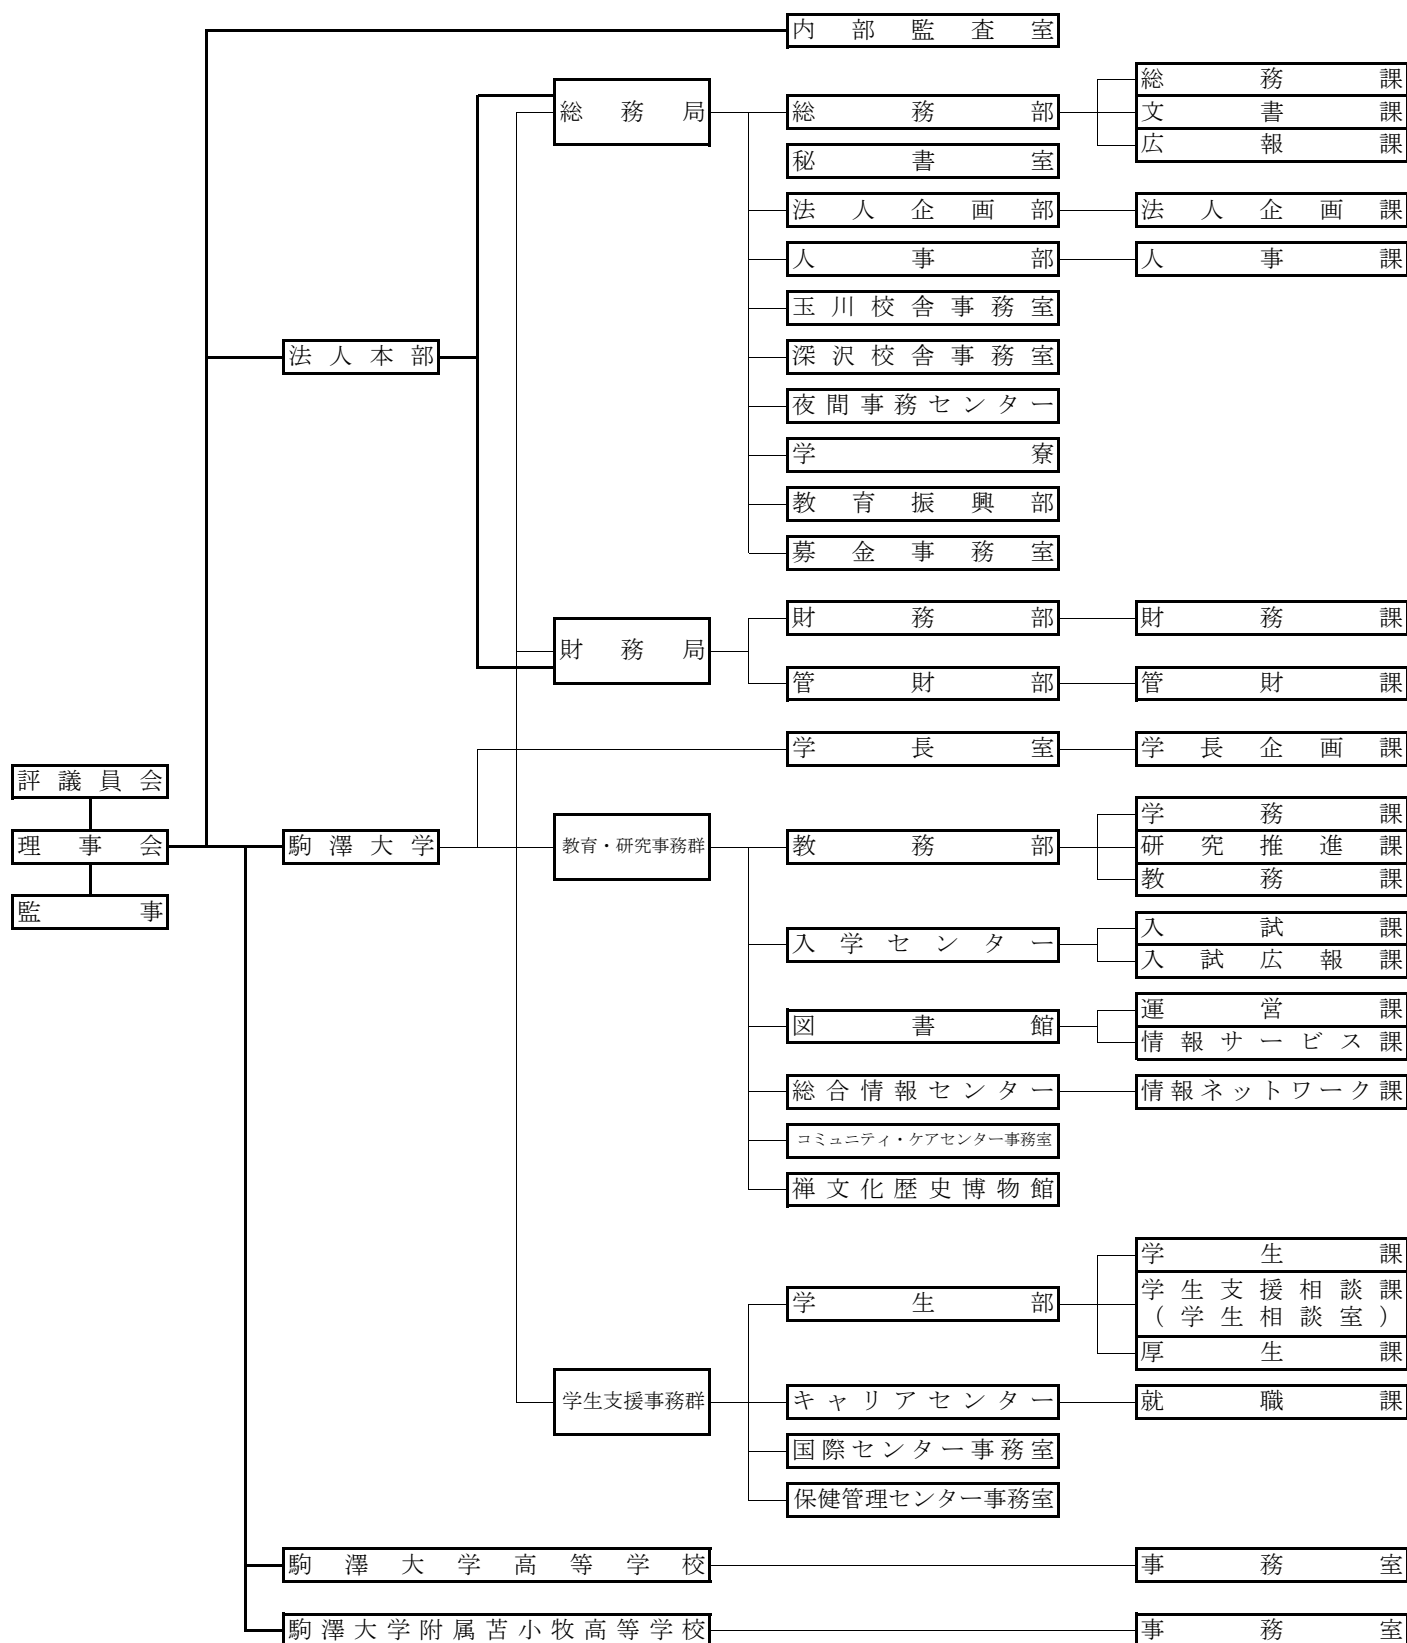 内部監査室
総務局
総務部
総務課
文書課
広報課
秘書室
法人企画部
法人企画課
人事部
人事課
玉川校舎事務室
法人本部
深沢校舎事務室
夜間事務センター
学寮
教育振興部
募金事務室
財務局
財務部
財務課
管財部
管財課
学長室
学長企画課
評議員会
理事会
監事
駒澤大学
教育・研究事務群
教務部
学務課
研究推進課
教務課
入学センター
入試課
入試広報課
図書館
運営課
情報サービス課
総合情報センター
情報ネットワーク課
コミュニティ・ケアセンター事務室
禅文化歴史博物館
学生支援事務群
学生部
学生課
学生支援相談課
（学生相談室）
厚生課
キャリアセンター
就職課
国際センター事務室
保健管理センター事務室
駒澤大学高等学校
事務室
駒澤大学附属苫小牧高等学校
事務室